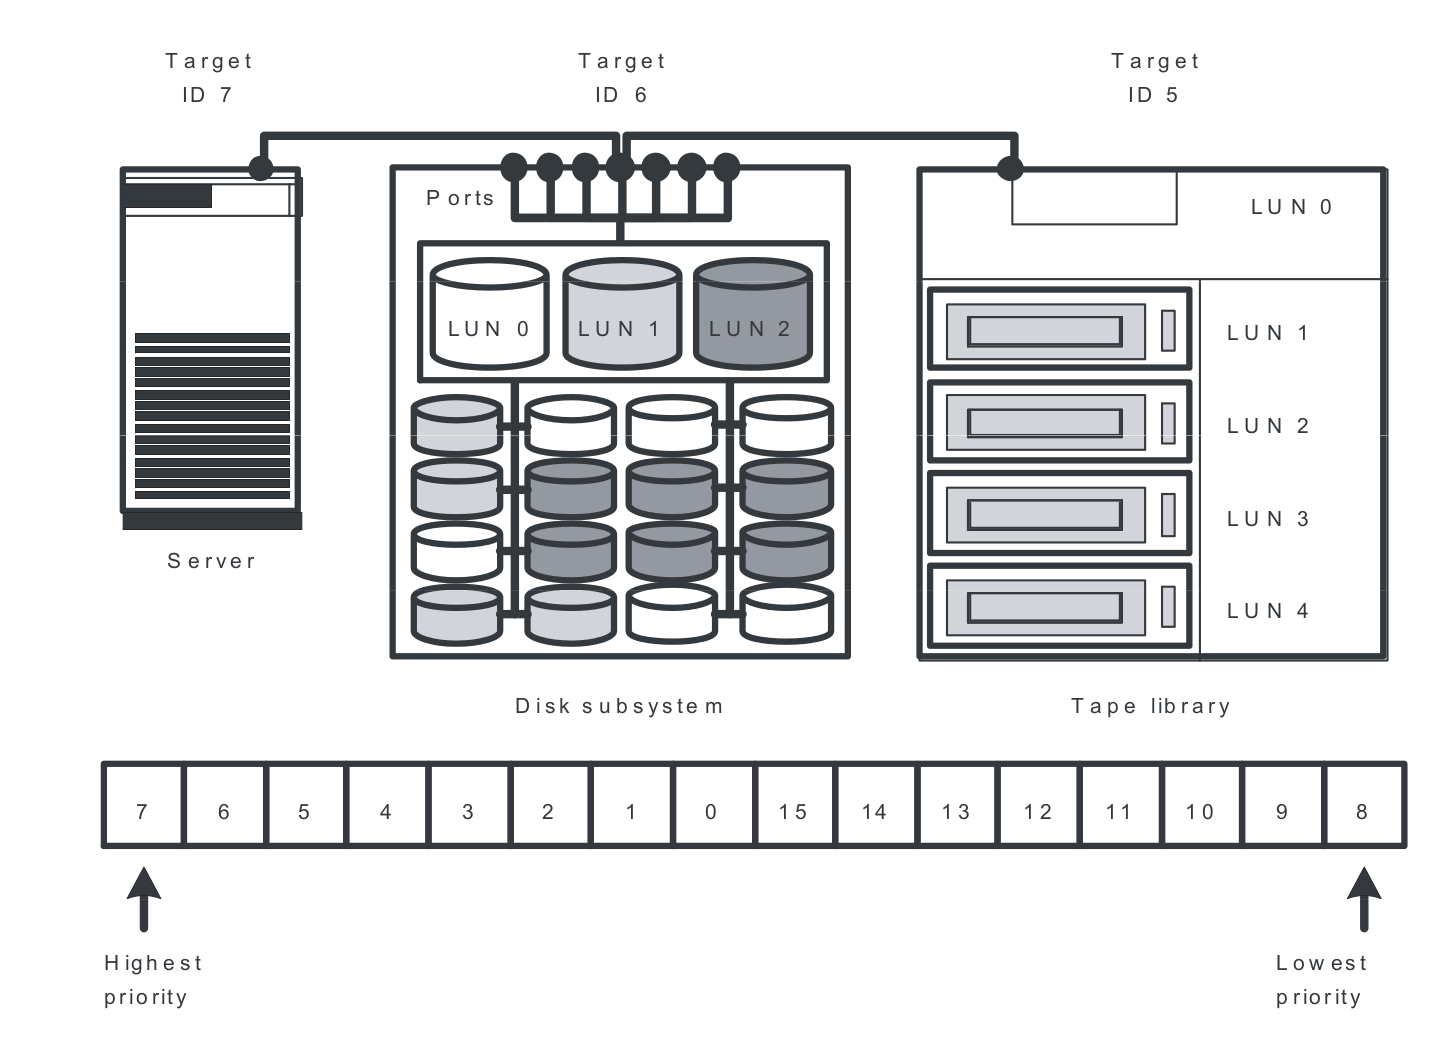 Target
ID 7
Target
ID 6
Target
ID 5
Ports
LUN 0
LUN 0
LUN 1
LUN 2
LUN 1
LUN 2
LUN 3
LUN 4
Server
Disk subsystem
Tape library
7 6 5 4 3 2 1 0 15 14 13 12 11 10 9 8
Highest
priority
Lowest
priority